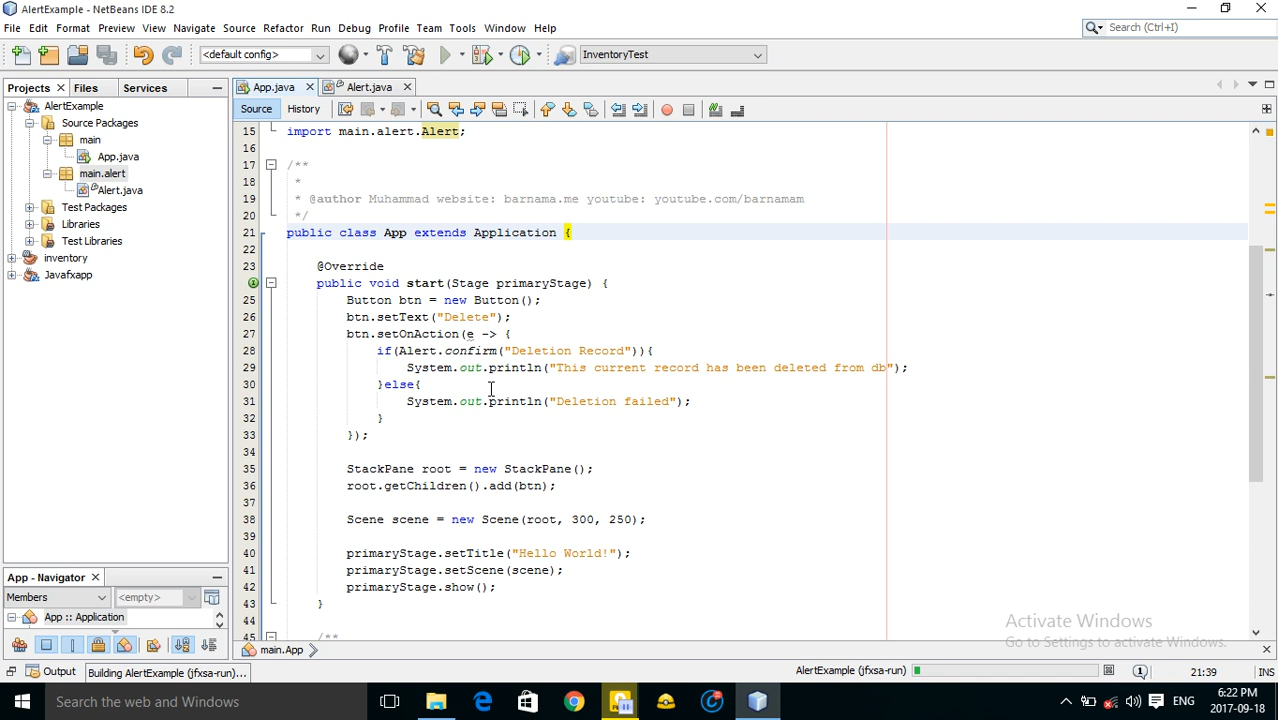 AlertExample - NetBeans IDE 8.2
File Edit Format Preview View Navigate Source Refactor Run Debug Profile Team Tools Window Help
Search (Ctrl+I)
<default config>
InventoryTest
Projects Files Services
App.java Alert.java
Source History
AlertExample
Source Packages
main
App.java
main.alert
Alert.java
Test Packages
Libraries
Test Libraries
inventory
Javafxapp
15 import main.alert.Alert;
16
17 /**
18 *
19 * @author Muhammad website: barnama.me youtube: youtube.com/barnamam
20 */
21 public class App extends Application {
22
23 @Override
public void start(Stage primaryStage) {
25 Button btn = new Button();
26 btn.setText("Delete");
27 btn.setOnAction(e -> {
28 if(Alert.confirm("Deletion Record")){
29 System.out.println("This current record has been deleted from db");
30 }else{
31 System.out.println("Deletion failed");
32 }
33 });
34
35 StackPane root = new StackPane();
36 root.getChildren().add(btn);
37
38 Scene scene = new Scene(root, 300, 250);
39
40 primaryStage.setTitle("Hello World!");
41 primaryStage.setScene(scene);
42 primaryStage.show();
43 }
44
45 /**
App - Navigator
Members <empty>
App :: Application
main.App
Activate Windows
Go to Settings to activate Windows.
Output Building AlertExample (jfxsa-run)...
AlertExample (jfxsa-run)
1
21:39
INS
Search the web and Windows
ENG
6:22 PM
2017-09-18